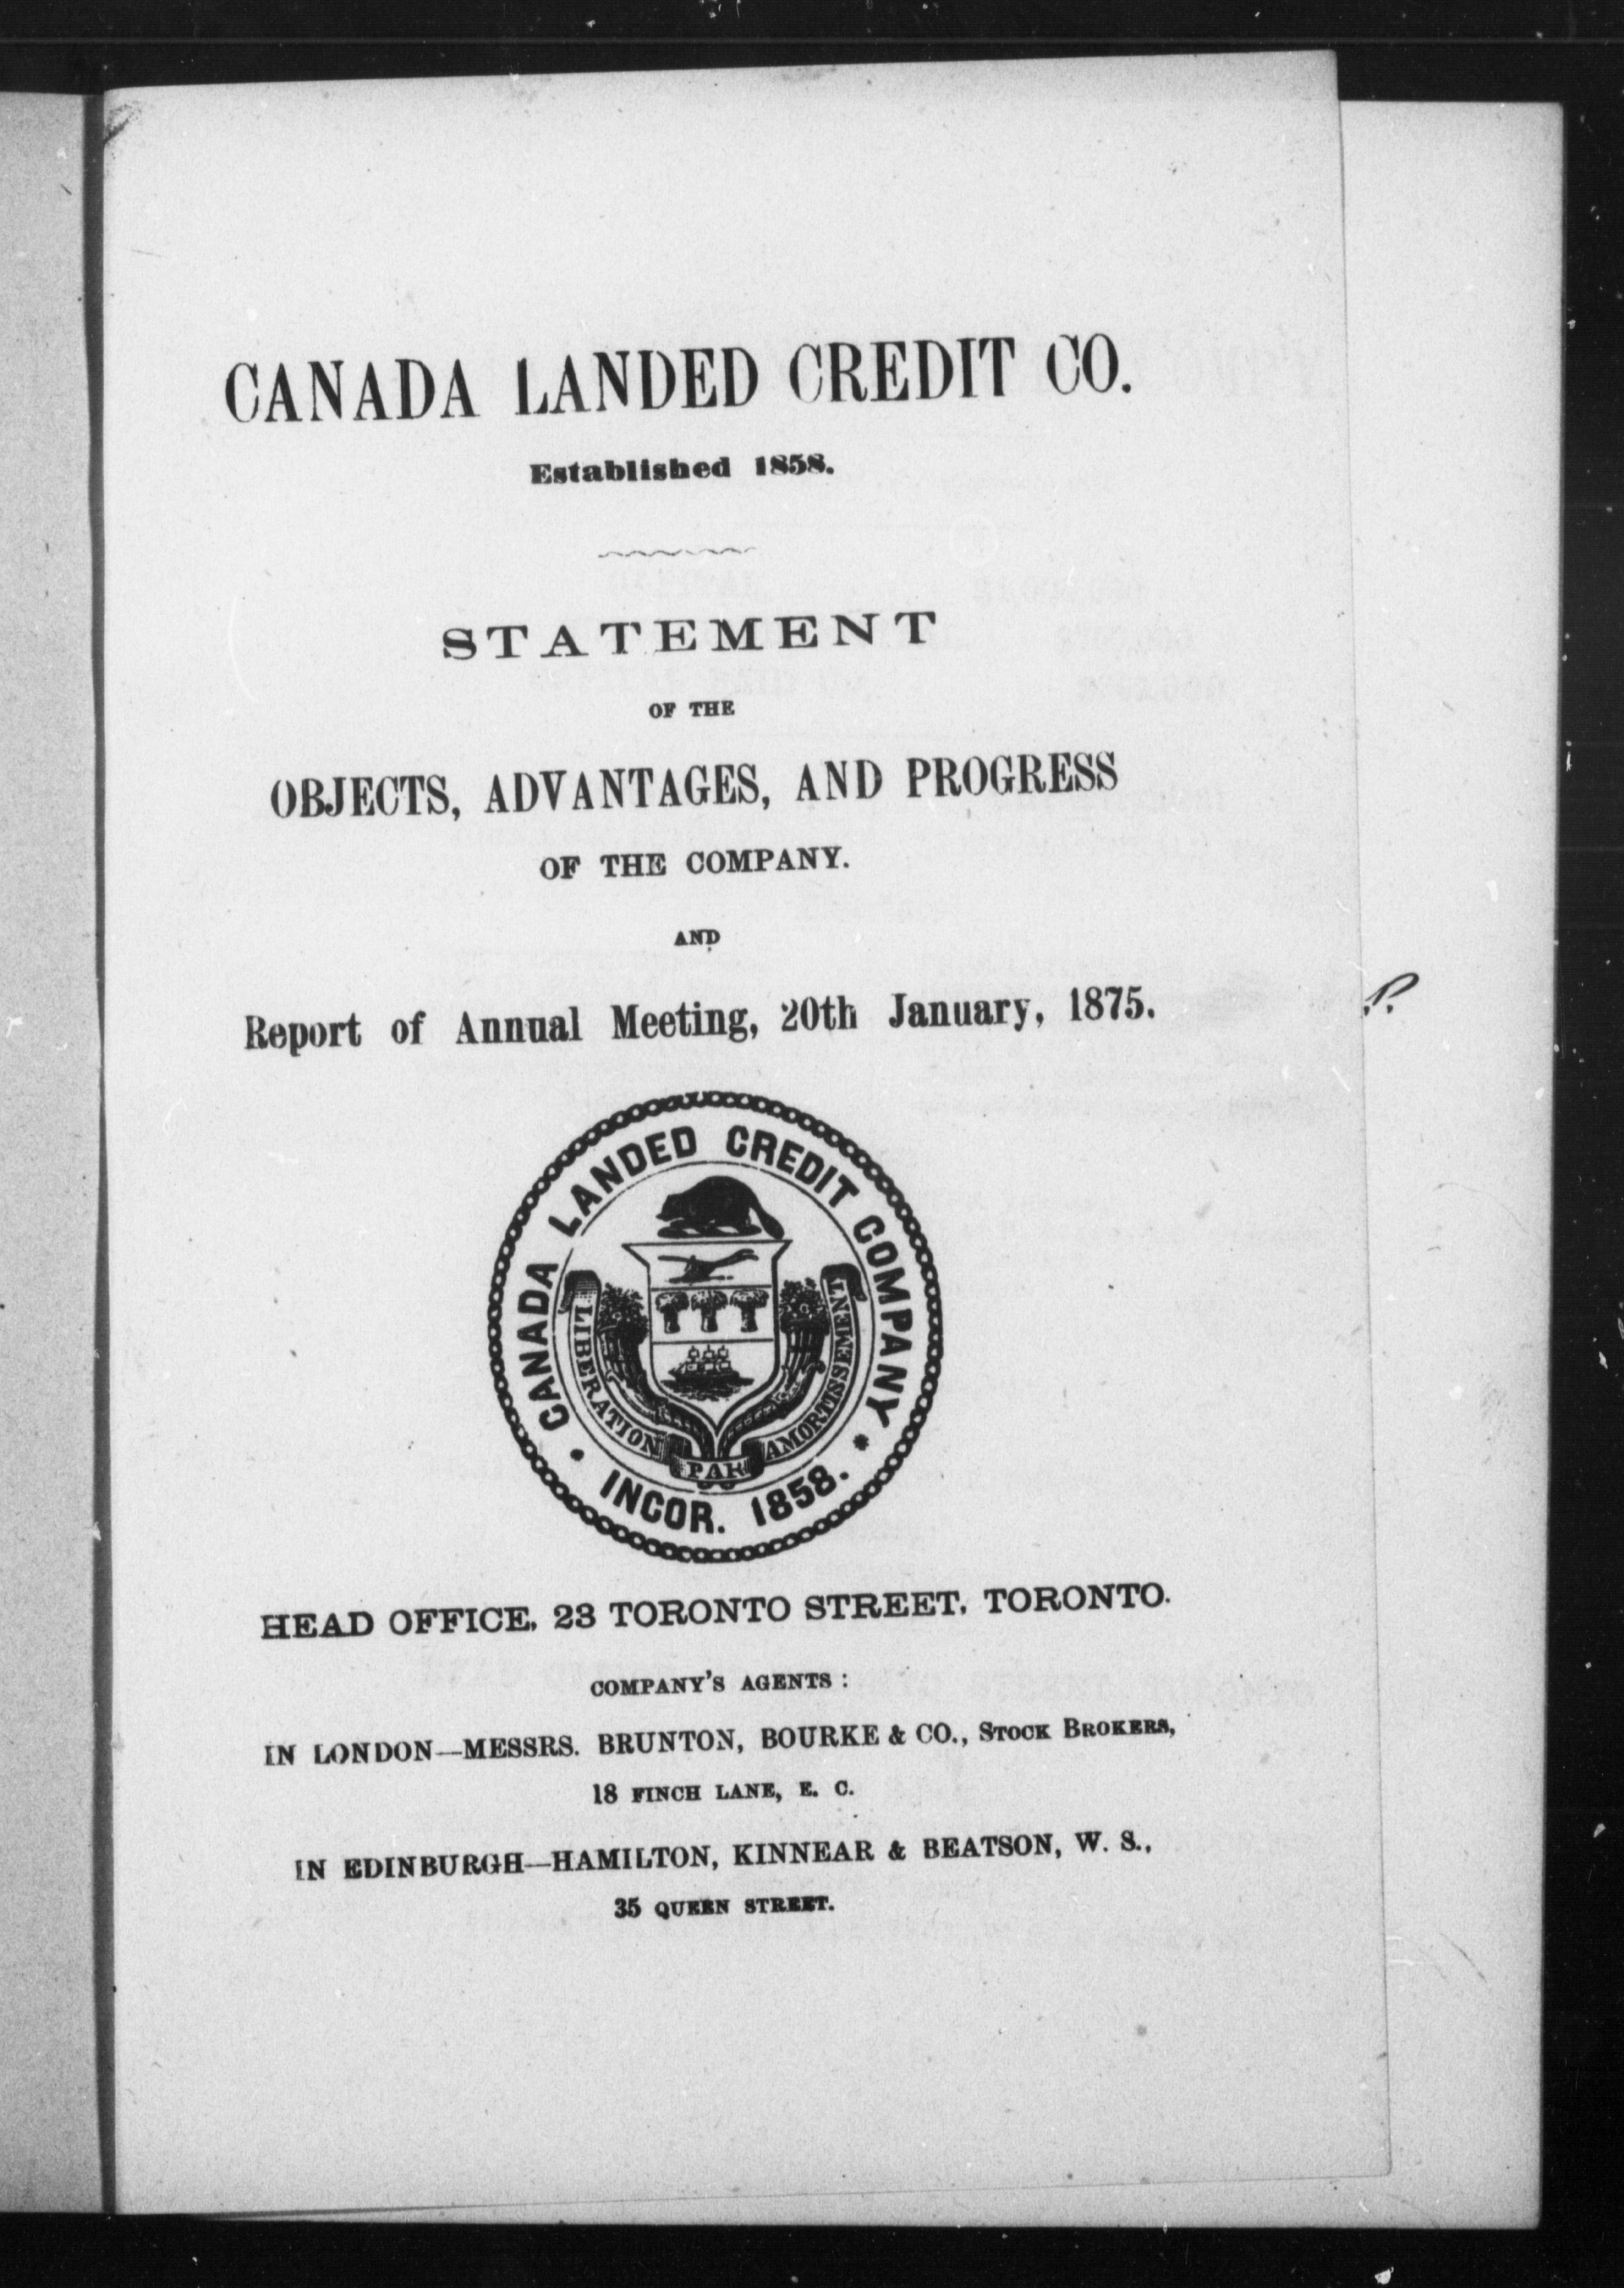 CANADA LANDED CREDIT CO.
Established 1858.
STATEMENT
OF THE
OBJECTS, ADVANTAGES, AND PROGRESS
OF THE COMPANY.
AND
Report of Annual Meeting, 20th January, 1875.
CANADA LANDED CREDIT COMPANY
LIBERATION PAR AMORTISSEMENT
INCOR. 1858.
HEAD OFFICE, 23 TORONTO STREET, TORONTO.
COMPANY'S AGENTS:
IN LONDON—MESSRS. BRUNTON, BOURKE & CO., STOCK BROKERS,
18 FINCH LANE, E. C.
IN EDINBURGH—HAMILTON, KINNEAR & BEATSON, W. S.,
35 QUEEN STREET.